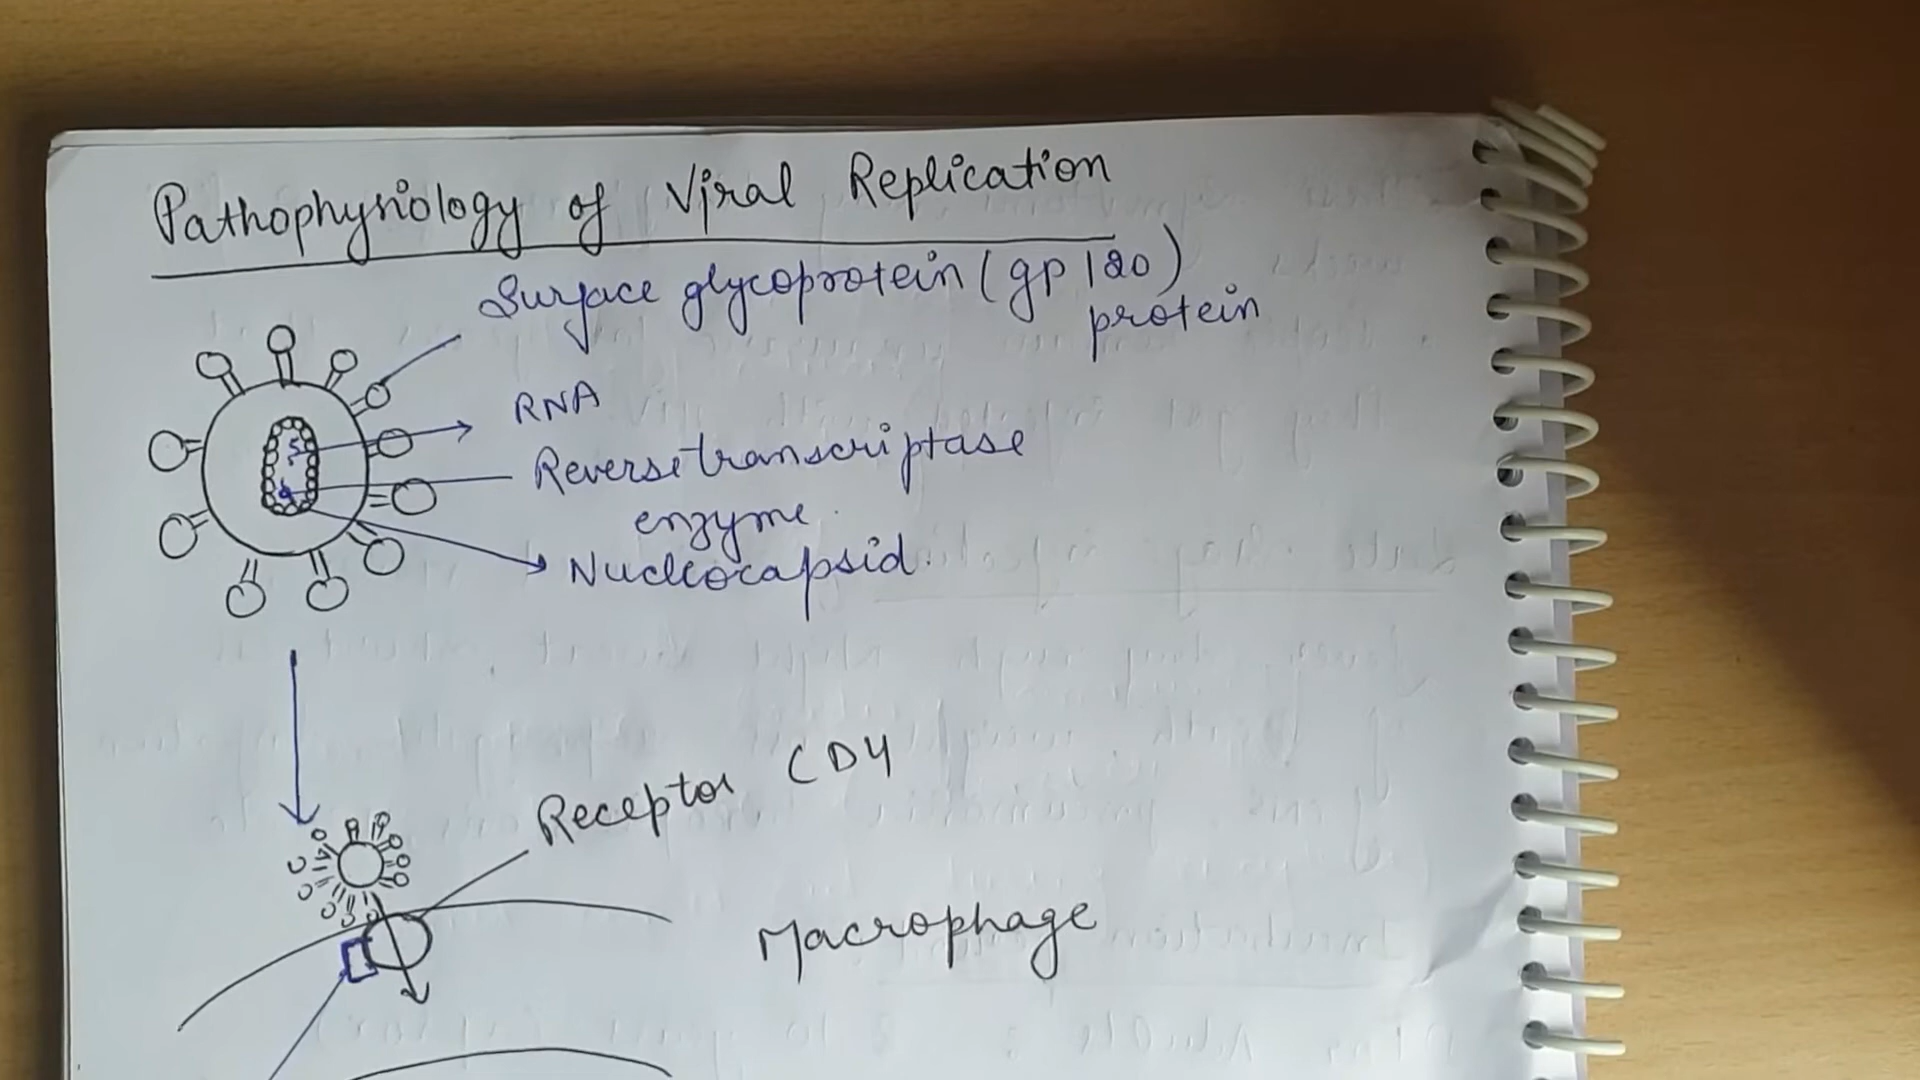 Pathophysiology of Viral Replication
Surface glycoprotein (gp 120)
protein
RNA
Reverse transcriptase
enzyme.
Nucleocapsid.
Receptor CD4
Macrophage